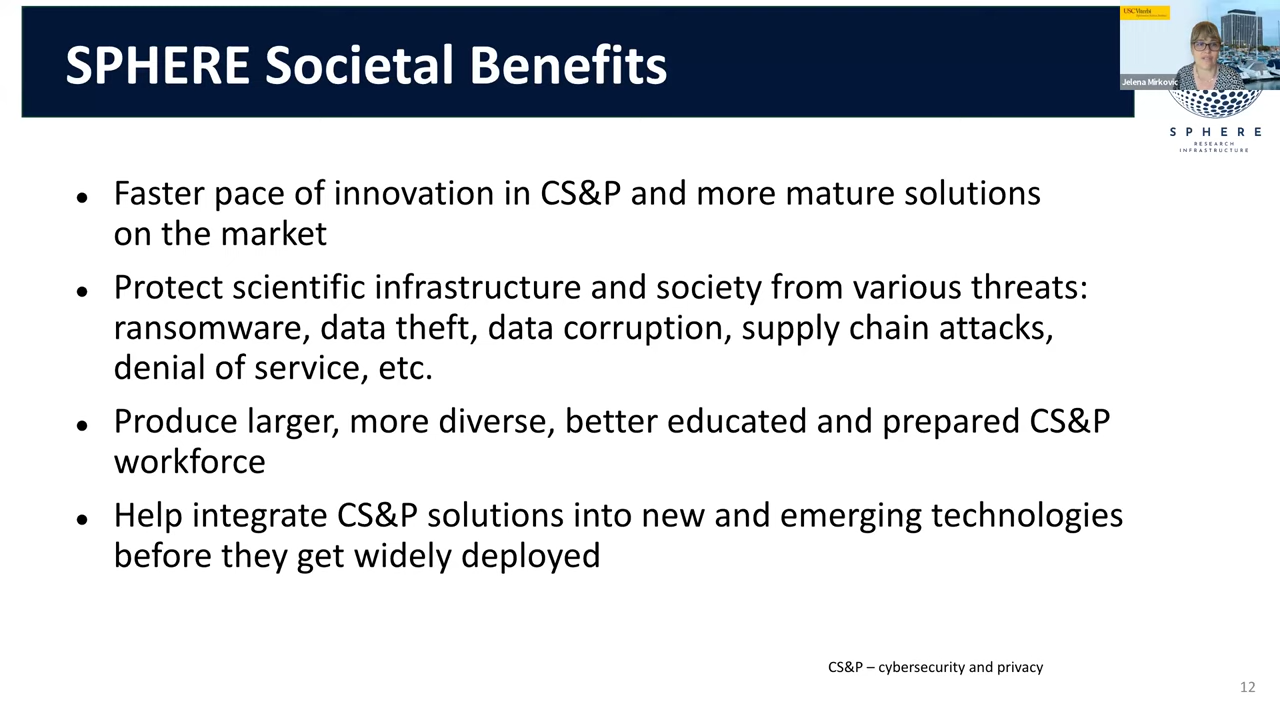 SPHERE Societal Benefits
USC Viterbi
Jelena Mirkovic
SPHERE
RESEARCH
INFRASTRUCTURE
• Faster pace of innovation in CS&P and more mature solutions
on the market
• Protect scientific infrastructure and society from various threats:
ransomware, data theft, data corruption, supply chain attacks,
denial of service, etc.
• Produce larger, more diverse, better educated and prepared CS&P
workforce
• Help integrate CS&P solutions into new and emerging technologies
before they get widely deployed
CS&P – cybersecurity and privacy
12